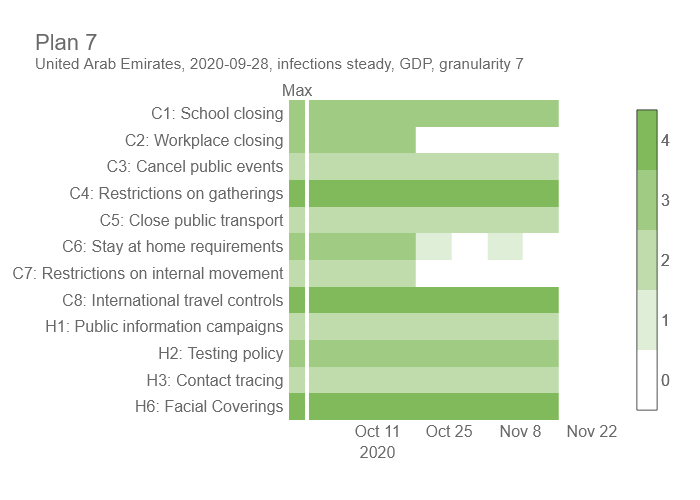 Plan 7
United Arab Emirates, 2020-09-28, infections steady, GDP, granularity 7
Max
C1: School closing
C2: Workplace closing
C3: Cancel public events
C4: Restrictions on gatherings
C5: Close public transport
C6: Stay at home requirements
C7: Restrictions on internal movement
C8: International travel controls
H1: Public information campaigns
H2: Testing policy
H3: Contact tracing
H6: Facial Coverings
Oct 11 Oct 25 Nov 8 Nov 22
2020
4
3
2
1
0